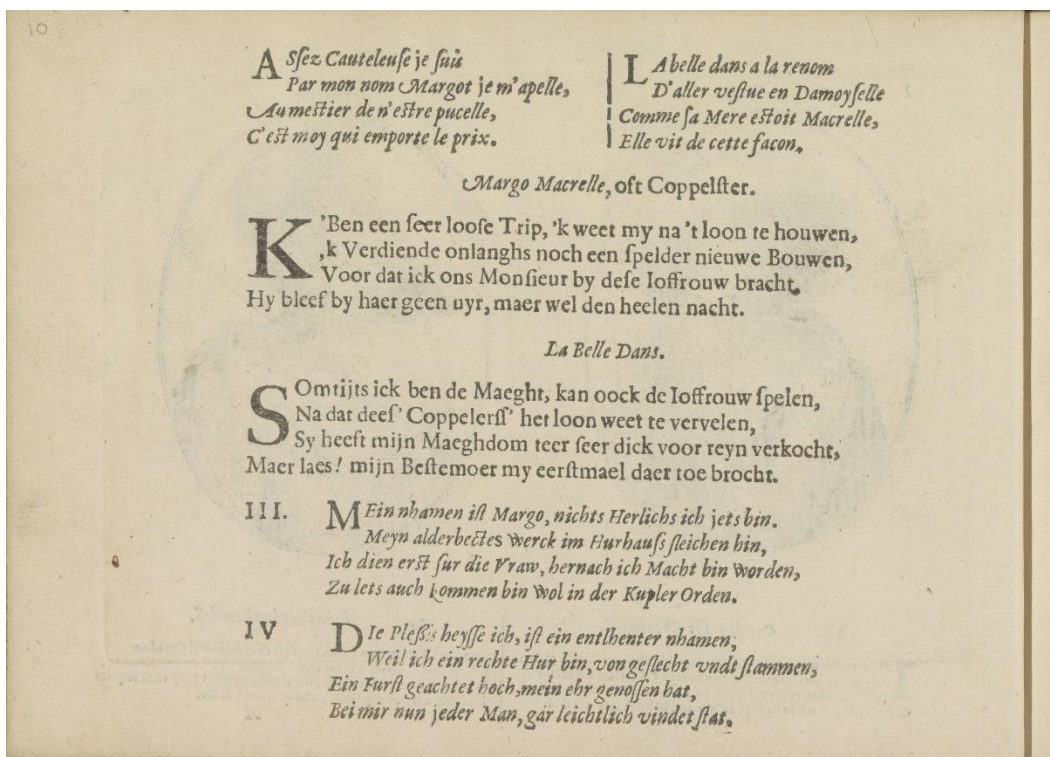 10
ASsez Cauteleuse je suis
Par mon nom Margot je m'apelle,
Au mestier de n'estre pucelle,
C'est moy qui emporte le prix.
LA belle dans a la renom
D'aller vestue en Damoyselle
Comme sa Mere estoit Macrelle,
Elle vit de cette facon.
Margo Macrelle, oft Coppelster.
K'Ben een seer loose Trip, 'k weet my na 't loon te houwen,
,k Verdiende onlanghs noch een spelder nieuwe Bouwen,
Voor dat ick ons Monsieur by dese Ioffrouw bracht,
Hy bleef by haer geen uyr, maer wel den heelen nacht.
La Belle Dans.
SOmtijts ick ben de Maeght, kan oock de Ioffrouw spelen,
Na dat dees' Coppelerss' het loon weet te vervelen,
Sy heeft mijn Maeghdom teer seer dick voor reyn verkocht,
Maer laes! mijn Bestemoer my eerstmael daer toe brocht.
III. MEin nhamen ist Margo, nichts Herlichs ich jets bin.
Meyn alderbectes werck im Hurhauss sleichen hin,
Ich dien erst fur die Vraw, hernach ich Macht bin worden,
Zu lets auch kommen bin wol in der Kupler Orden.
IV DIe Plessis heysse ich, ist ein entlhenter nhamen,
Weil ich ein rechte Hur bin, von geslecht vndt stammen,
Ein Furst geachtet hoch, mein ehr genossen hat,
Bei mir nun jeder Man, gar leichtlich vindet stat.